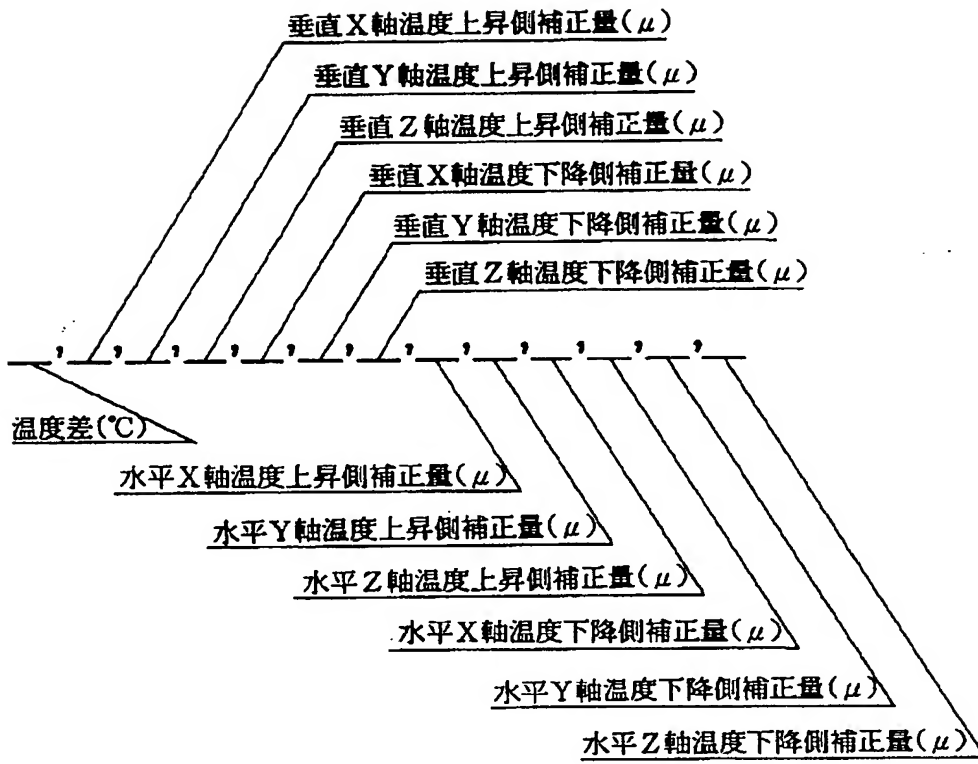 垂直X軸温度上昇側補正量(μ)
垂直Y軸温度上昇側補正量(μ)
垂直Z軸温度上昇側補正量(μ)
垂直X軸温度下降側補正量(μ)
垂直Y軸温度下降側補正量(μ)
垂直Z軸温度下降側補正量(μ)
, , , , , , , , , , , ,
温度差(℃)
水平X軸温度上昇側補正量(μ)
水平Y軸温度上昇側補正量(μ)
水平Z軸温度上昇側補正量(μ)
水平X軸温度下降側補正量(μ)
水平Y軸温度下降側補正量(μ)
水平Z軸温度下降側補正量(μ)